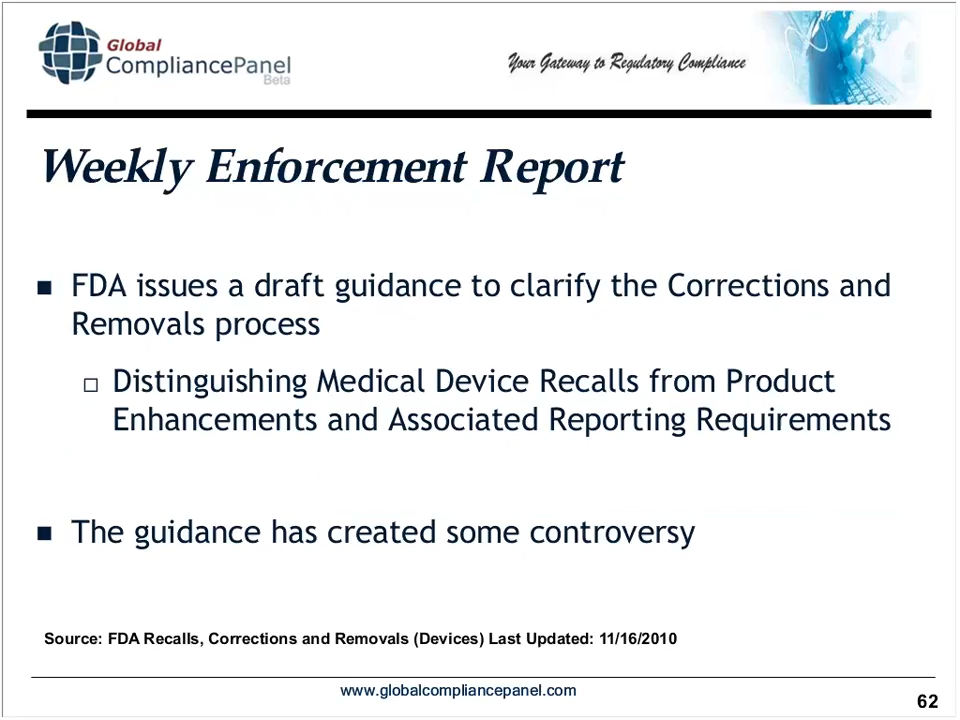 Global
CompliancePanel
Beta
Your Gateway to Regulatory Compliance
Weekly Enforcement Report
FDA issues a draft guidance to clarify the Corrections and
Removals process
Distinguishing Medical Device Recalls from Product
Enhancements and Associated Reporting Requirements
The guidance has created some controversy
Source: FDA Recalls, Corrections and Removals (Devices) Last Updated: 11/16/2010
www.globalcompliancepanel.com
62